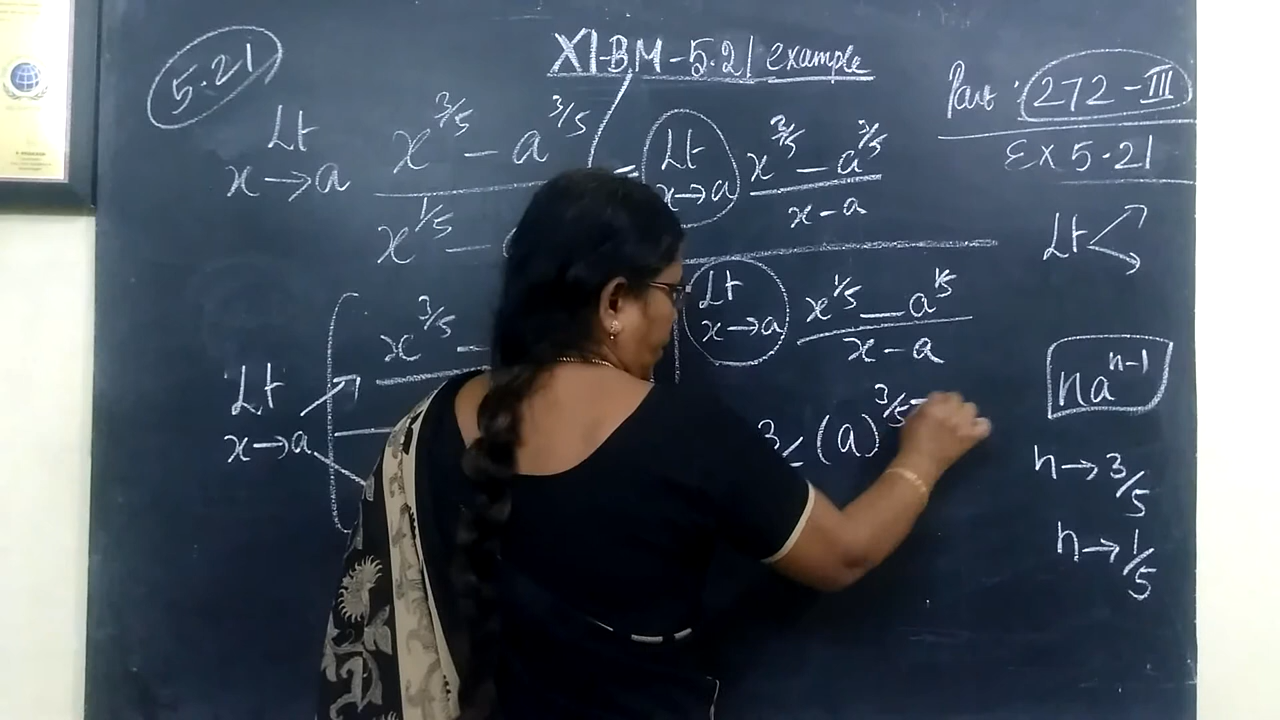 5.21
XI-BM-5.21 example
Part: 272-III
Ex 5.21
Lt x→a x^3/5 - a^3/5 / x^1/5 -
= Lt x→a x^3/5 - a^3/5 / x-a
Lt x→a x^1/5 - a^1/5 / x-a
Lt
Lt x→a x^3/5 -
3/5 (a)^3/5 -
na^n-1
n→3/5
n→1/5